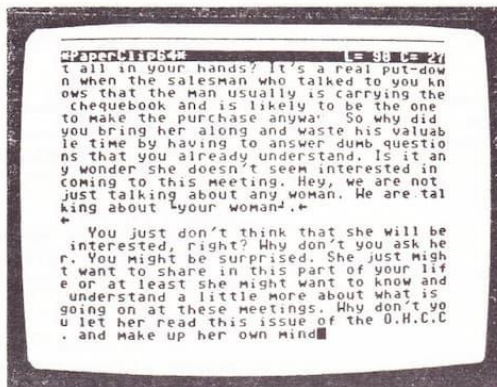 *PaperClip64* L= 98 C= 27
t all in your hands? It's a real put-dow
n when the salesman who talked to you kn
ows that the man usually is carrying the
 chequebook and is likely to be the one
to make the purchase anywa  So why did
you bring her along and waste his valuab
le time by having to answer dumb questio
ns that you already understand. Is it an
y wonder she doesn't seem interested in
coming to this meeting. Hey, we are not
just talking about any woman. We are tal
king about └your woman┘.←
←
   You just don't think that she will be
 interested, right? Why don't you ask he
r. You might be surprised. She just migh
t want to share in this part of your lif
e or at least she might want to know and
 understand a little more about what is
going on at these meetings. Why don't yo
u let her read this issue of the O.H.C.C
. and make up her own mind